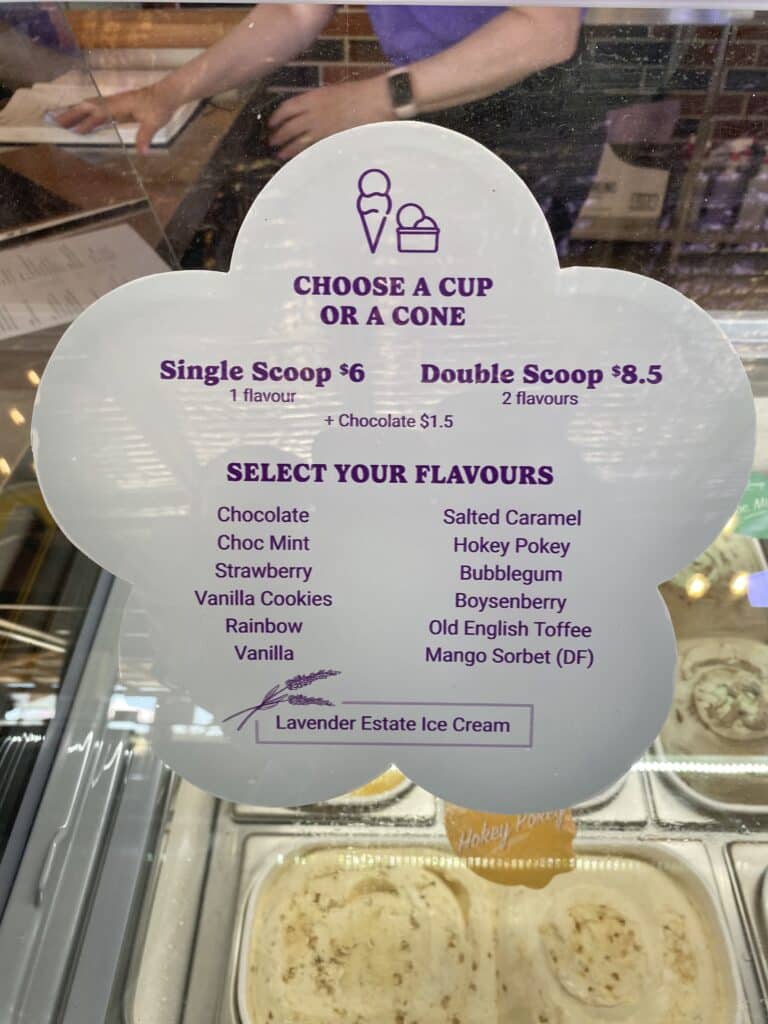 CHOOSE A CUP
OR A CONE
Single Scoop $6
1 flavour
Double Scoop $8.5
2 flavours
+ Chocolate $1.5
SELECT YOUR FLAVOURS
Chocolate
Choc Mint
Strawberry
Vanilla Cookies
Rainbow
Vanilla
Salted Caramel
Hokey Pokey
Bubblegum
Boysenberry
Old English Toffee
Mango Sorbet (DF)
Lavender Estate Ice Cream
Hokey Pokey